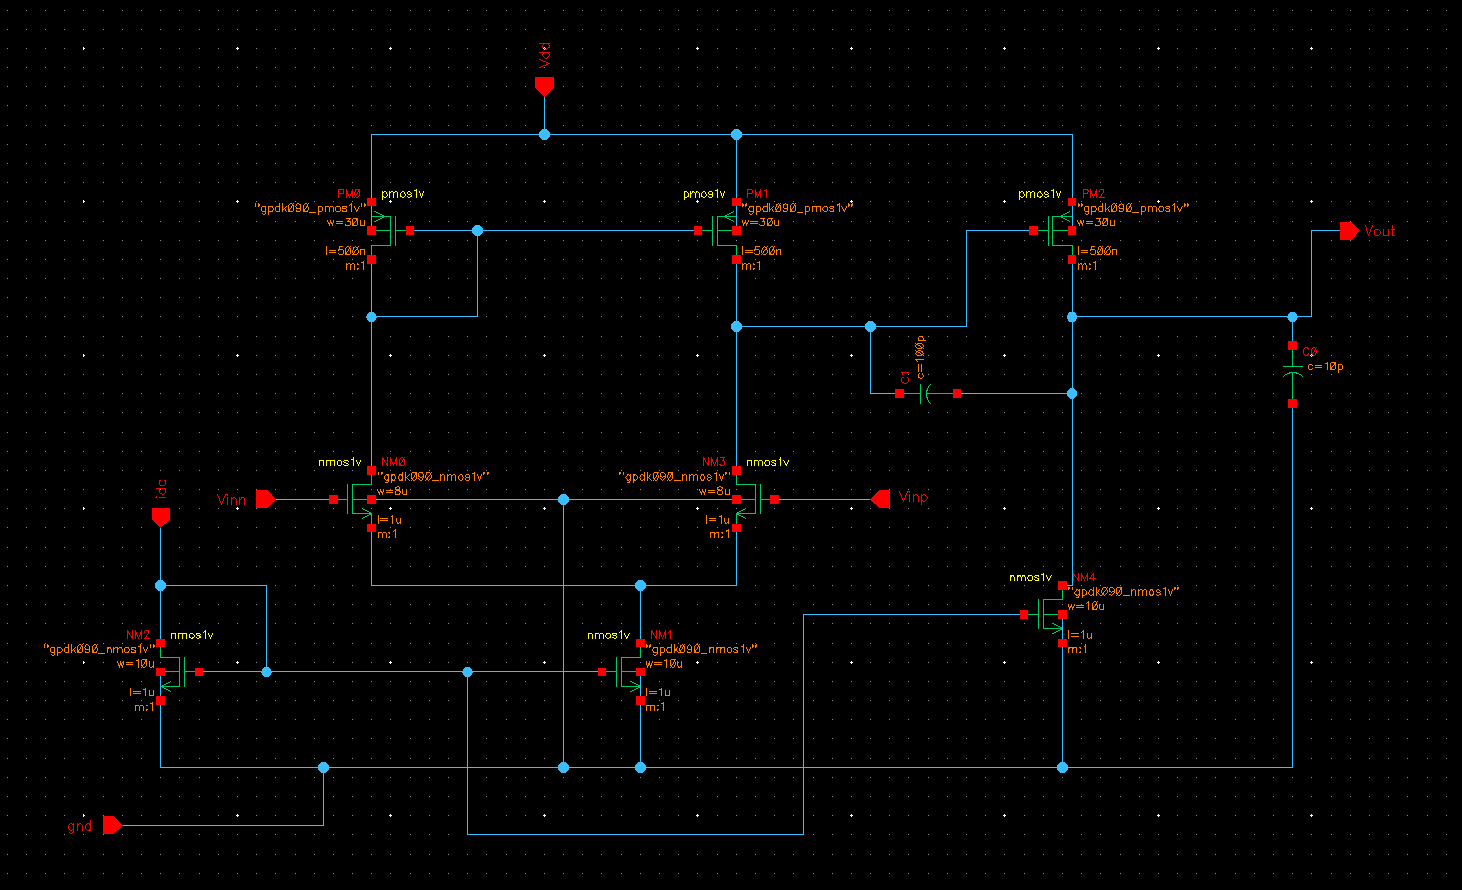 Vdd
PM0
pmos1v
"gpdk090_pmos1v"
w=30u
l=500n
m:1
pmos1v
PM1
"gpdk090_pmos1v"
w=30u
l=500n
m:1
pmos1v
PM2
"gpdk090_pmos1v"
w=30u
l=500n
m:1
Vout
C1
c=100p
C0
c=10p
nmos1v
NM0
"gpdk090_nmos1v"
w=8u
l=1u
m:1
Vinn
NM3
nmos1v
"gpdk090_nmos1v"
w=8u
l=1u
m:1
Vinp
idc
NM2
nmos1v
"gpdk090_nmos1v"
w=10u
l=1u
m:1
nmos1v
NM1
"gpdk090_nmos1v"
w=10u
l=1u
m:1
nmos1v
NM4
"gpdk090_nmos1v"
w=10u
l=1u
m:1
gnd